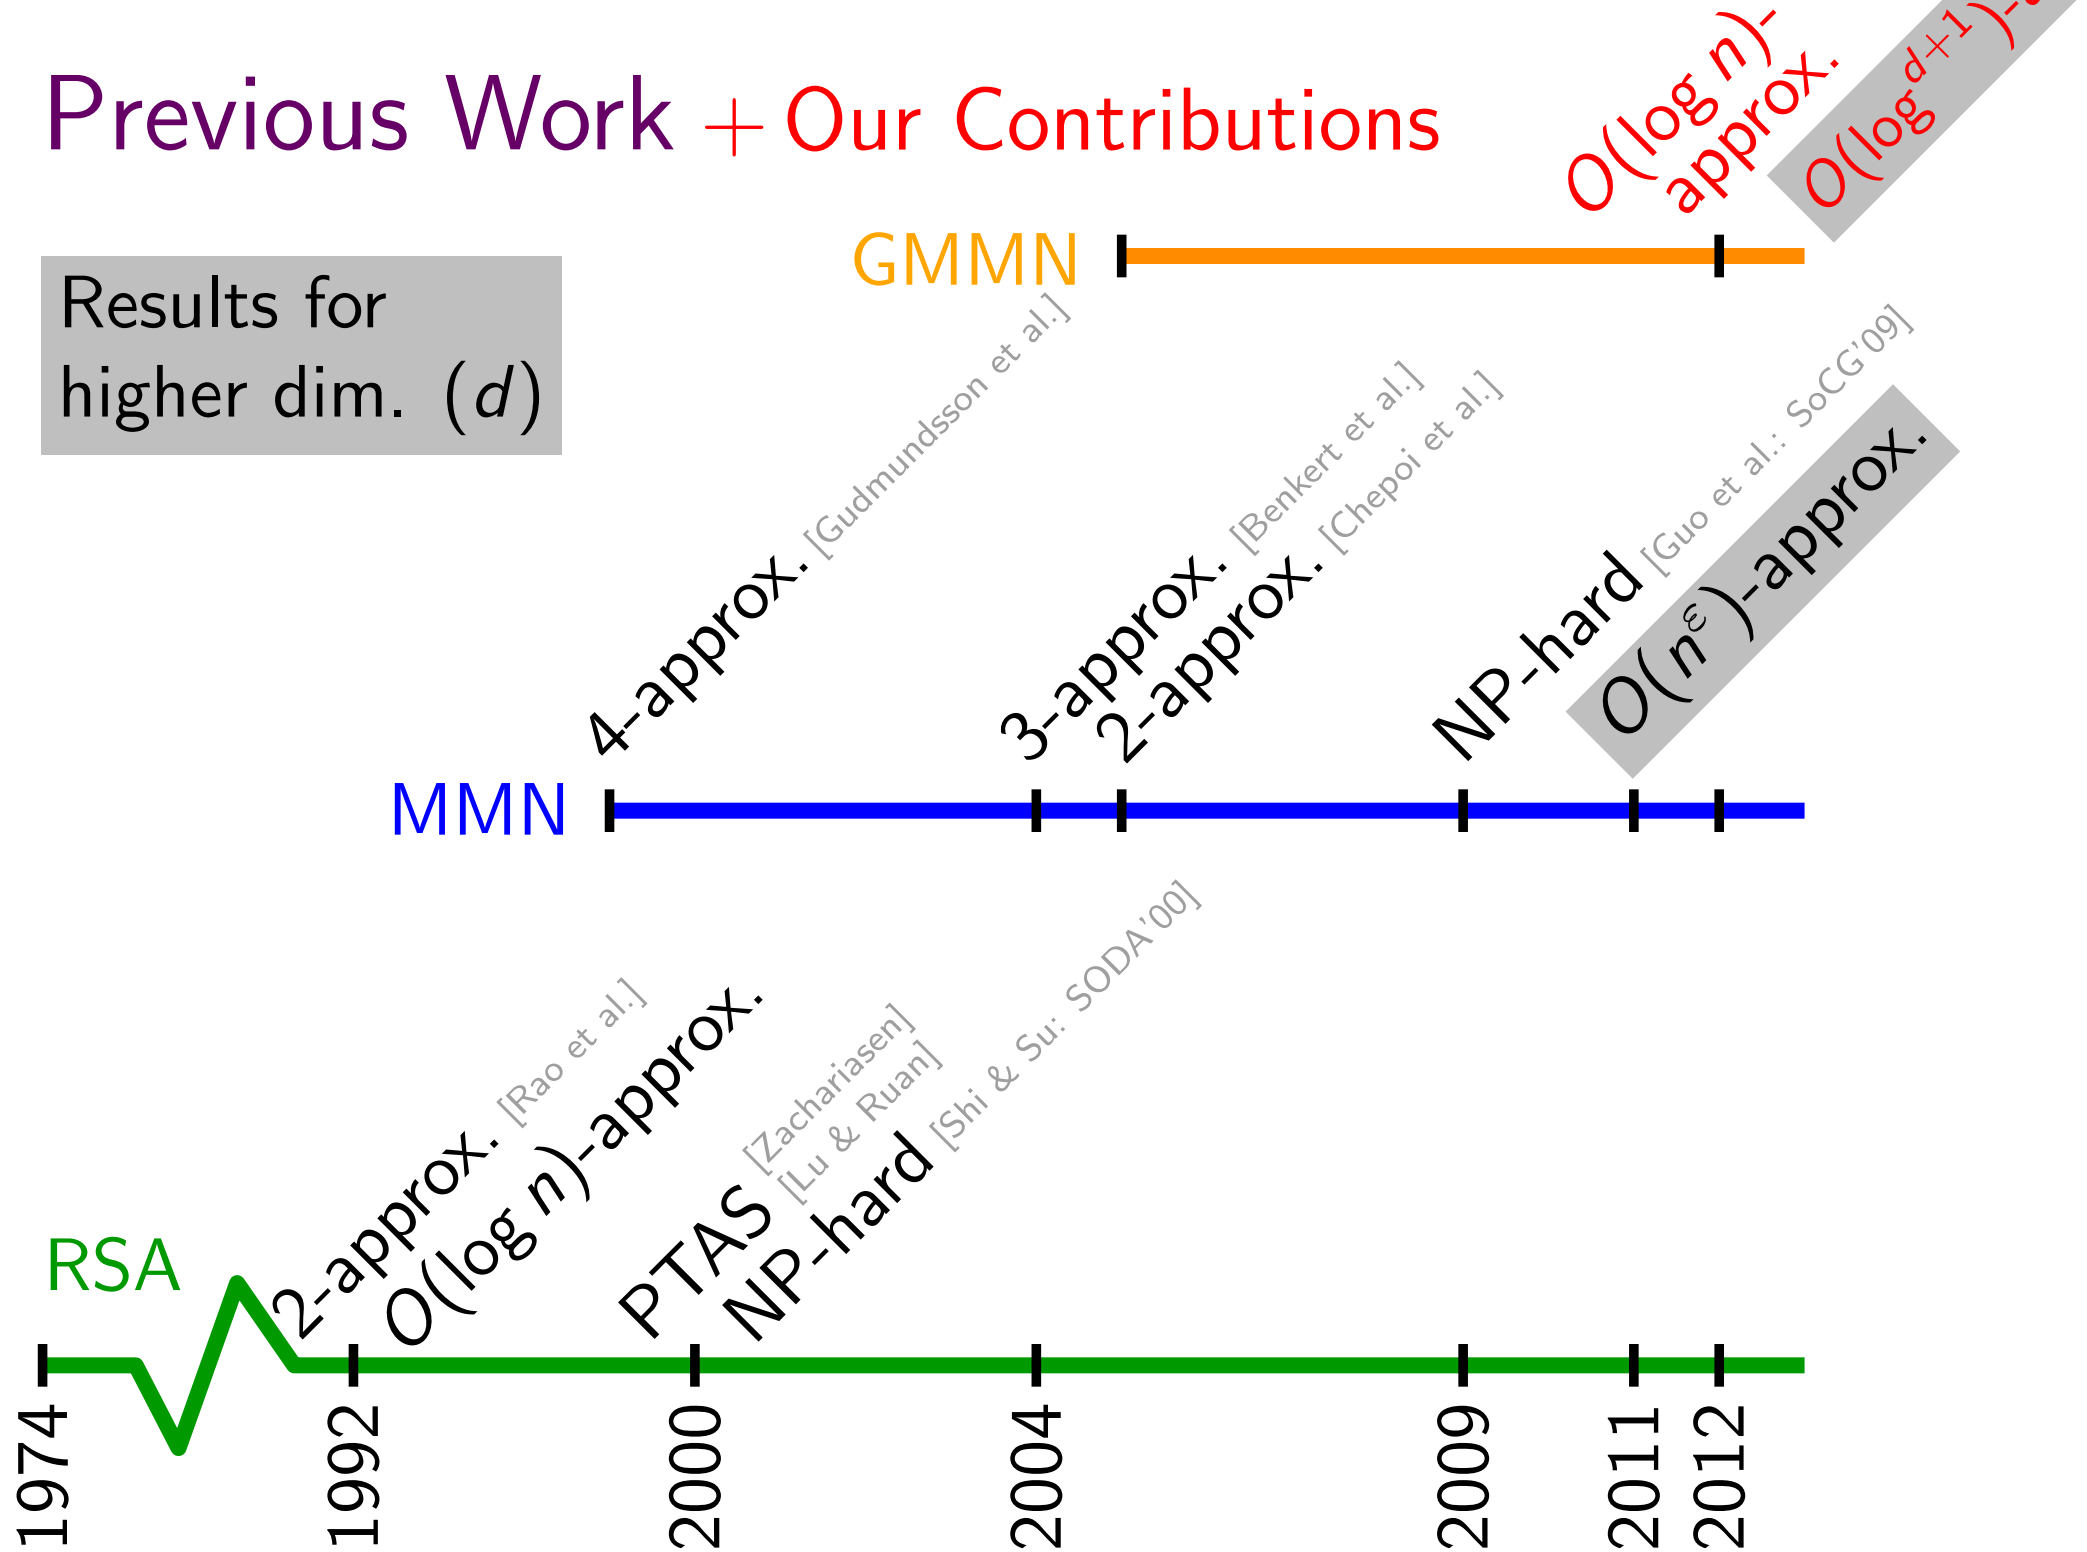 Previous Work + Our Contributions
O(log n)-
approx.
O(log^{d+1})-
GMMN
Results for
higher dim. (d)
4-approx. [Gudmundsson et al.]
3-approx. [Benkert et al.]
2-approx. [Chepoi et al.]
NP-hard [Guo et al.: SoCG'09]
O(n^ε)-approx.
MMN
2-approx. [Rao et al.]
O(log n)-approx.
PTAS [Zachariasen]
[Lu & Ruan]
NP-hard [Shi & Su: SODA'00]
RSA
1974
1992
2000
2004
2009
2011
2012